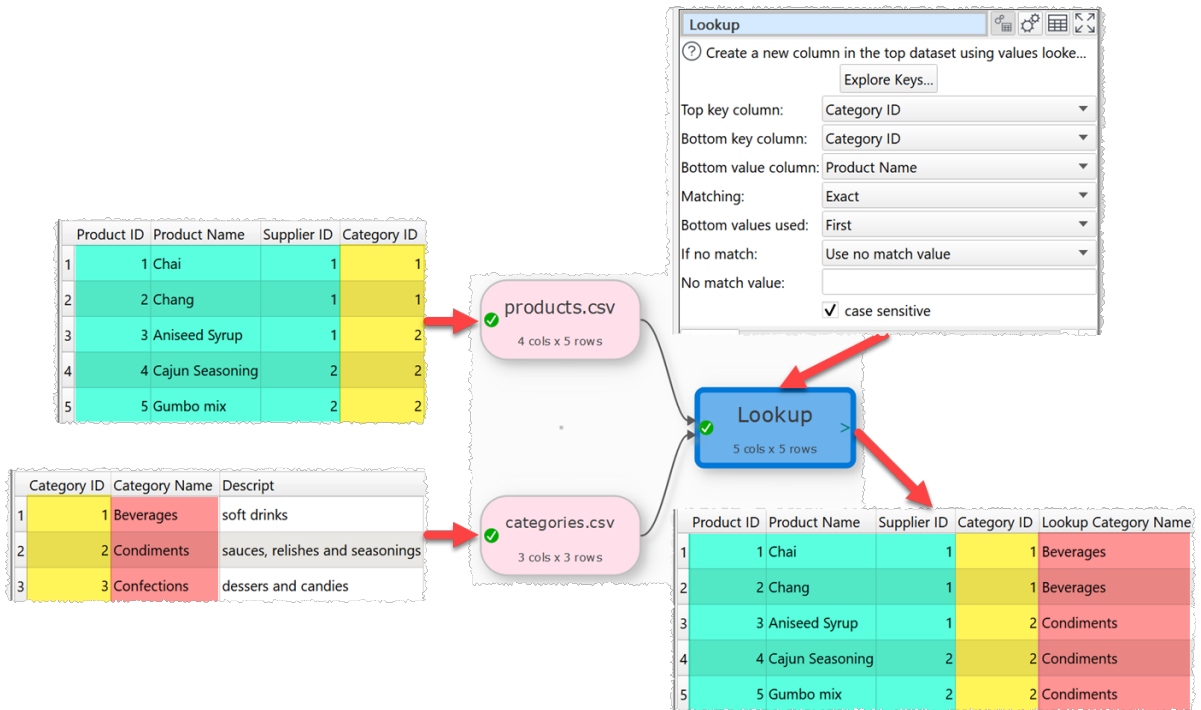 Lookup
? Create a new column in the top dataset using values looke...
Explore Keys...
Top key column: Category ID
Bottom key column: Category ID
Bottom value column: Product Name
Matching: Exact
Bottom values used: First
If no match: Use no match value
No match value:
case sensitive
Product ID Product Name Supplier ID Category ID
1 1 Chai 1 1
2 2 Chang 1 1
3 3 Aniseed Syrup 1 2
4 4 Cajun Seasoning 2 2
5 5 Gumbo mix 2 2
products.csv
4 cols x 5 rows
Lookup
5 cols x 5 rows
>
Category ID Category Name Descript
1 1 Beverages soft drinks
2 2 Condiments sauces, relishes and seasonings
3 3 Confections dessers and candies
categories.csv
3 cols x 3 rows
Product ID Product Name Supplier ID Category ID Lookup Category Name
1 1 Chai 1 1 Beverages
2 2 Chang 1 1 Beverages
3 3 Aniseed Syrup 1 2 Condiments
4 4 Cajun Seasoning 2 2 Condiments
5 5 Gumbo mix 2 2 Condiments